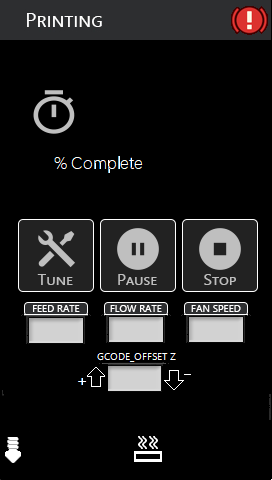 Printing
% Complete
Tune Pause Stop
FEED RATE FLOW RATE FAN SPEED
GCODE_OFFSET Z
+ −